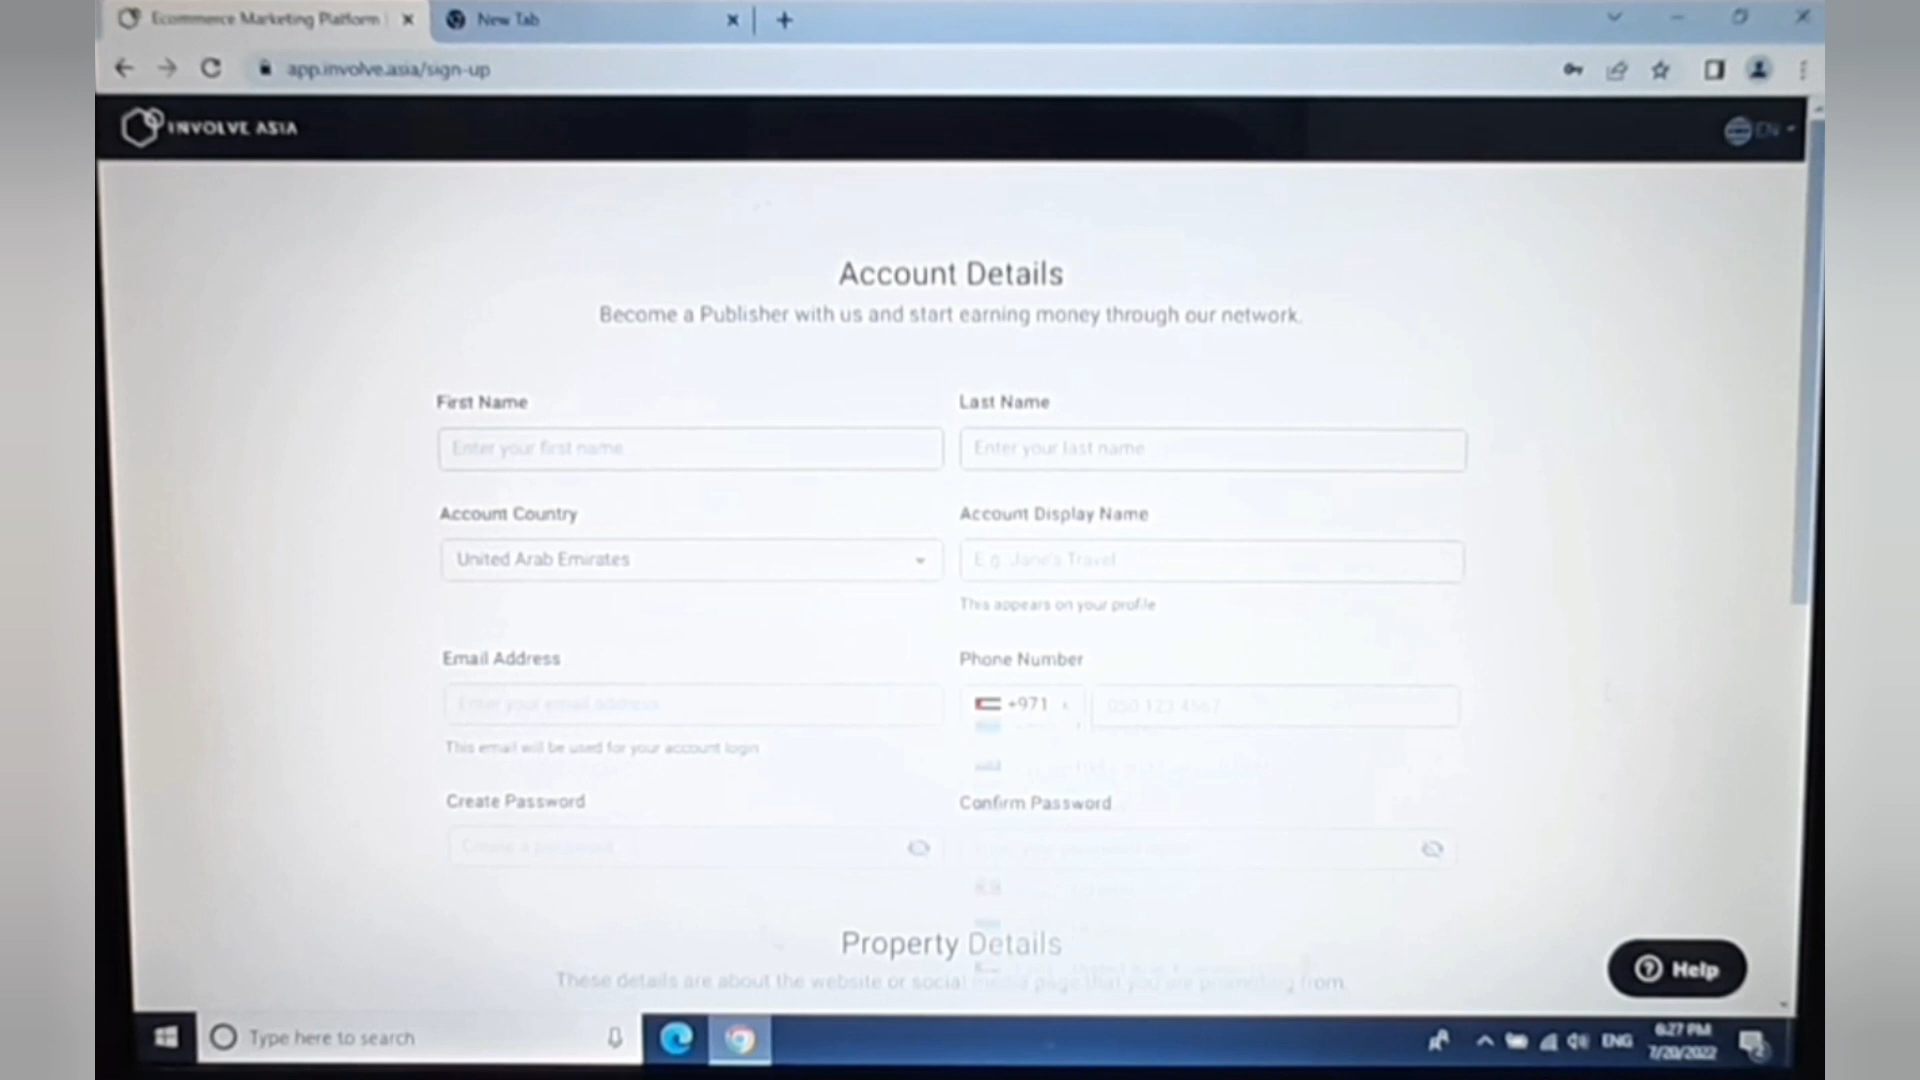 Ecommerce Marketing Platform
New Tab
app.involve.asia/sign-up
INVOLVE ASIA
EN
Account Details
Become a Publisher with us and start earning money through our network.
First Name
Last Name
Enter your first name
Enter your last name
Account Country
Account Display Name
United Arab Emirates
E.g. Jane's Travel
This appears on your profile
Email Address
Phone Number
Enter your email address
+971
050 123 4567
This email will be used for your account login
Create Password
Confirm Password
Create a password
Property Details
These details are about the website or social media page that you are promoting from.
Help
Type here to search
ENG
6:27 PM
7/20/2022
2